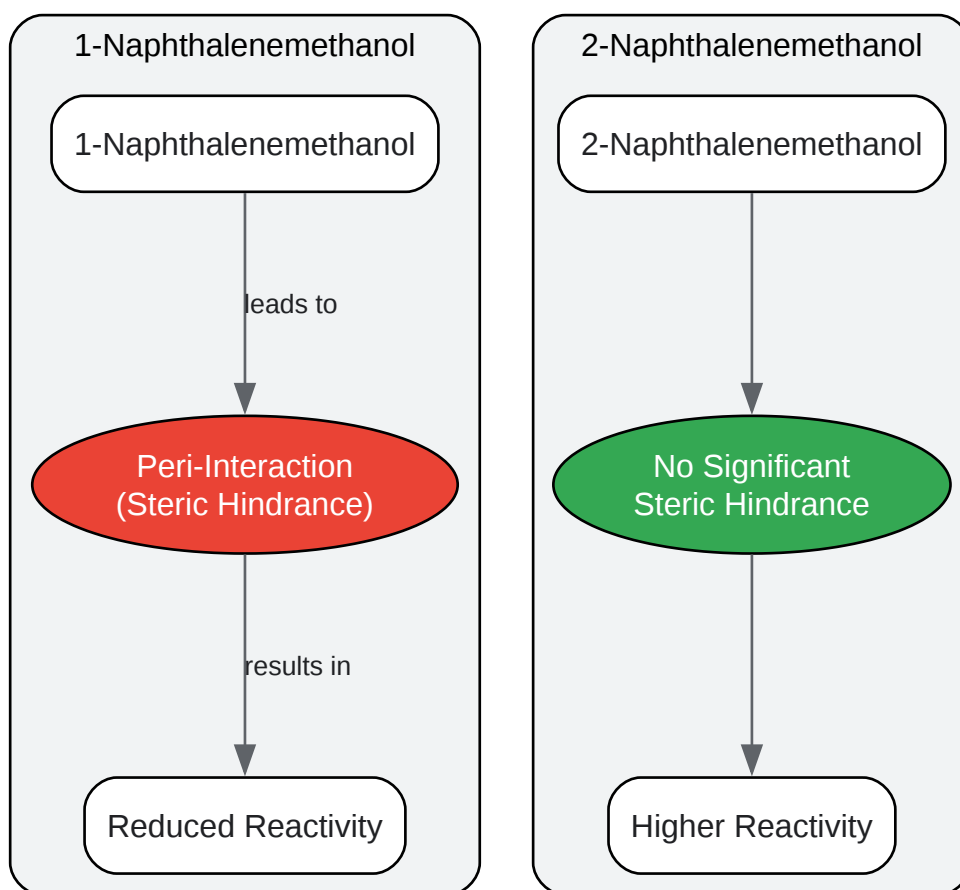 1-Naphthalenemethanol
1-Naphthalenemethanol
leads to
Peri-Interaction
(Steric Hindrance)
results in
Reduced Reactivity
2-Naphthalenemethanol
2-Naphthalenemethanol
No Significant
Steric Hindrance
Higher Reactivity